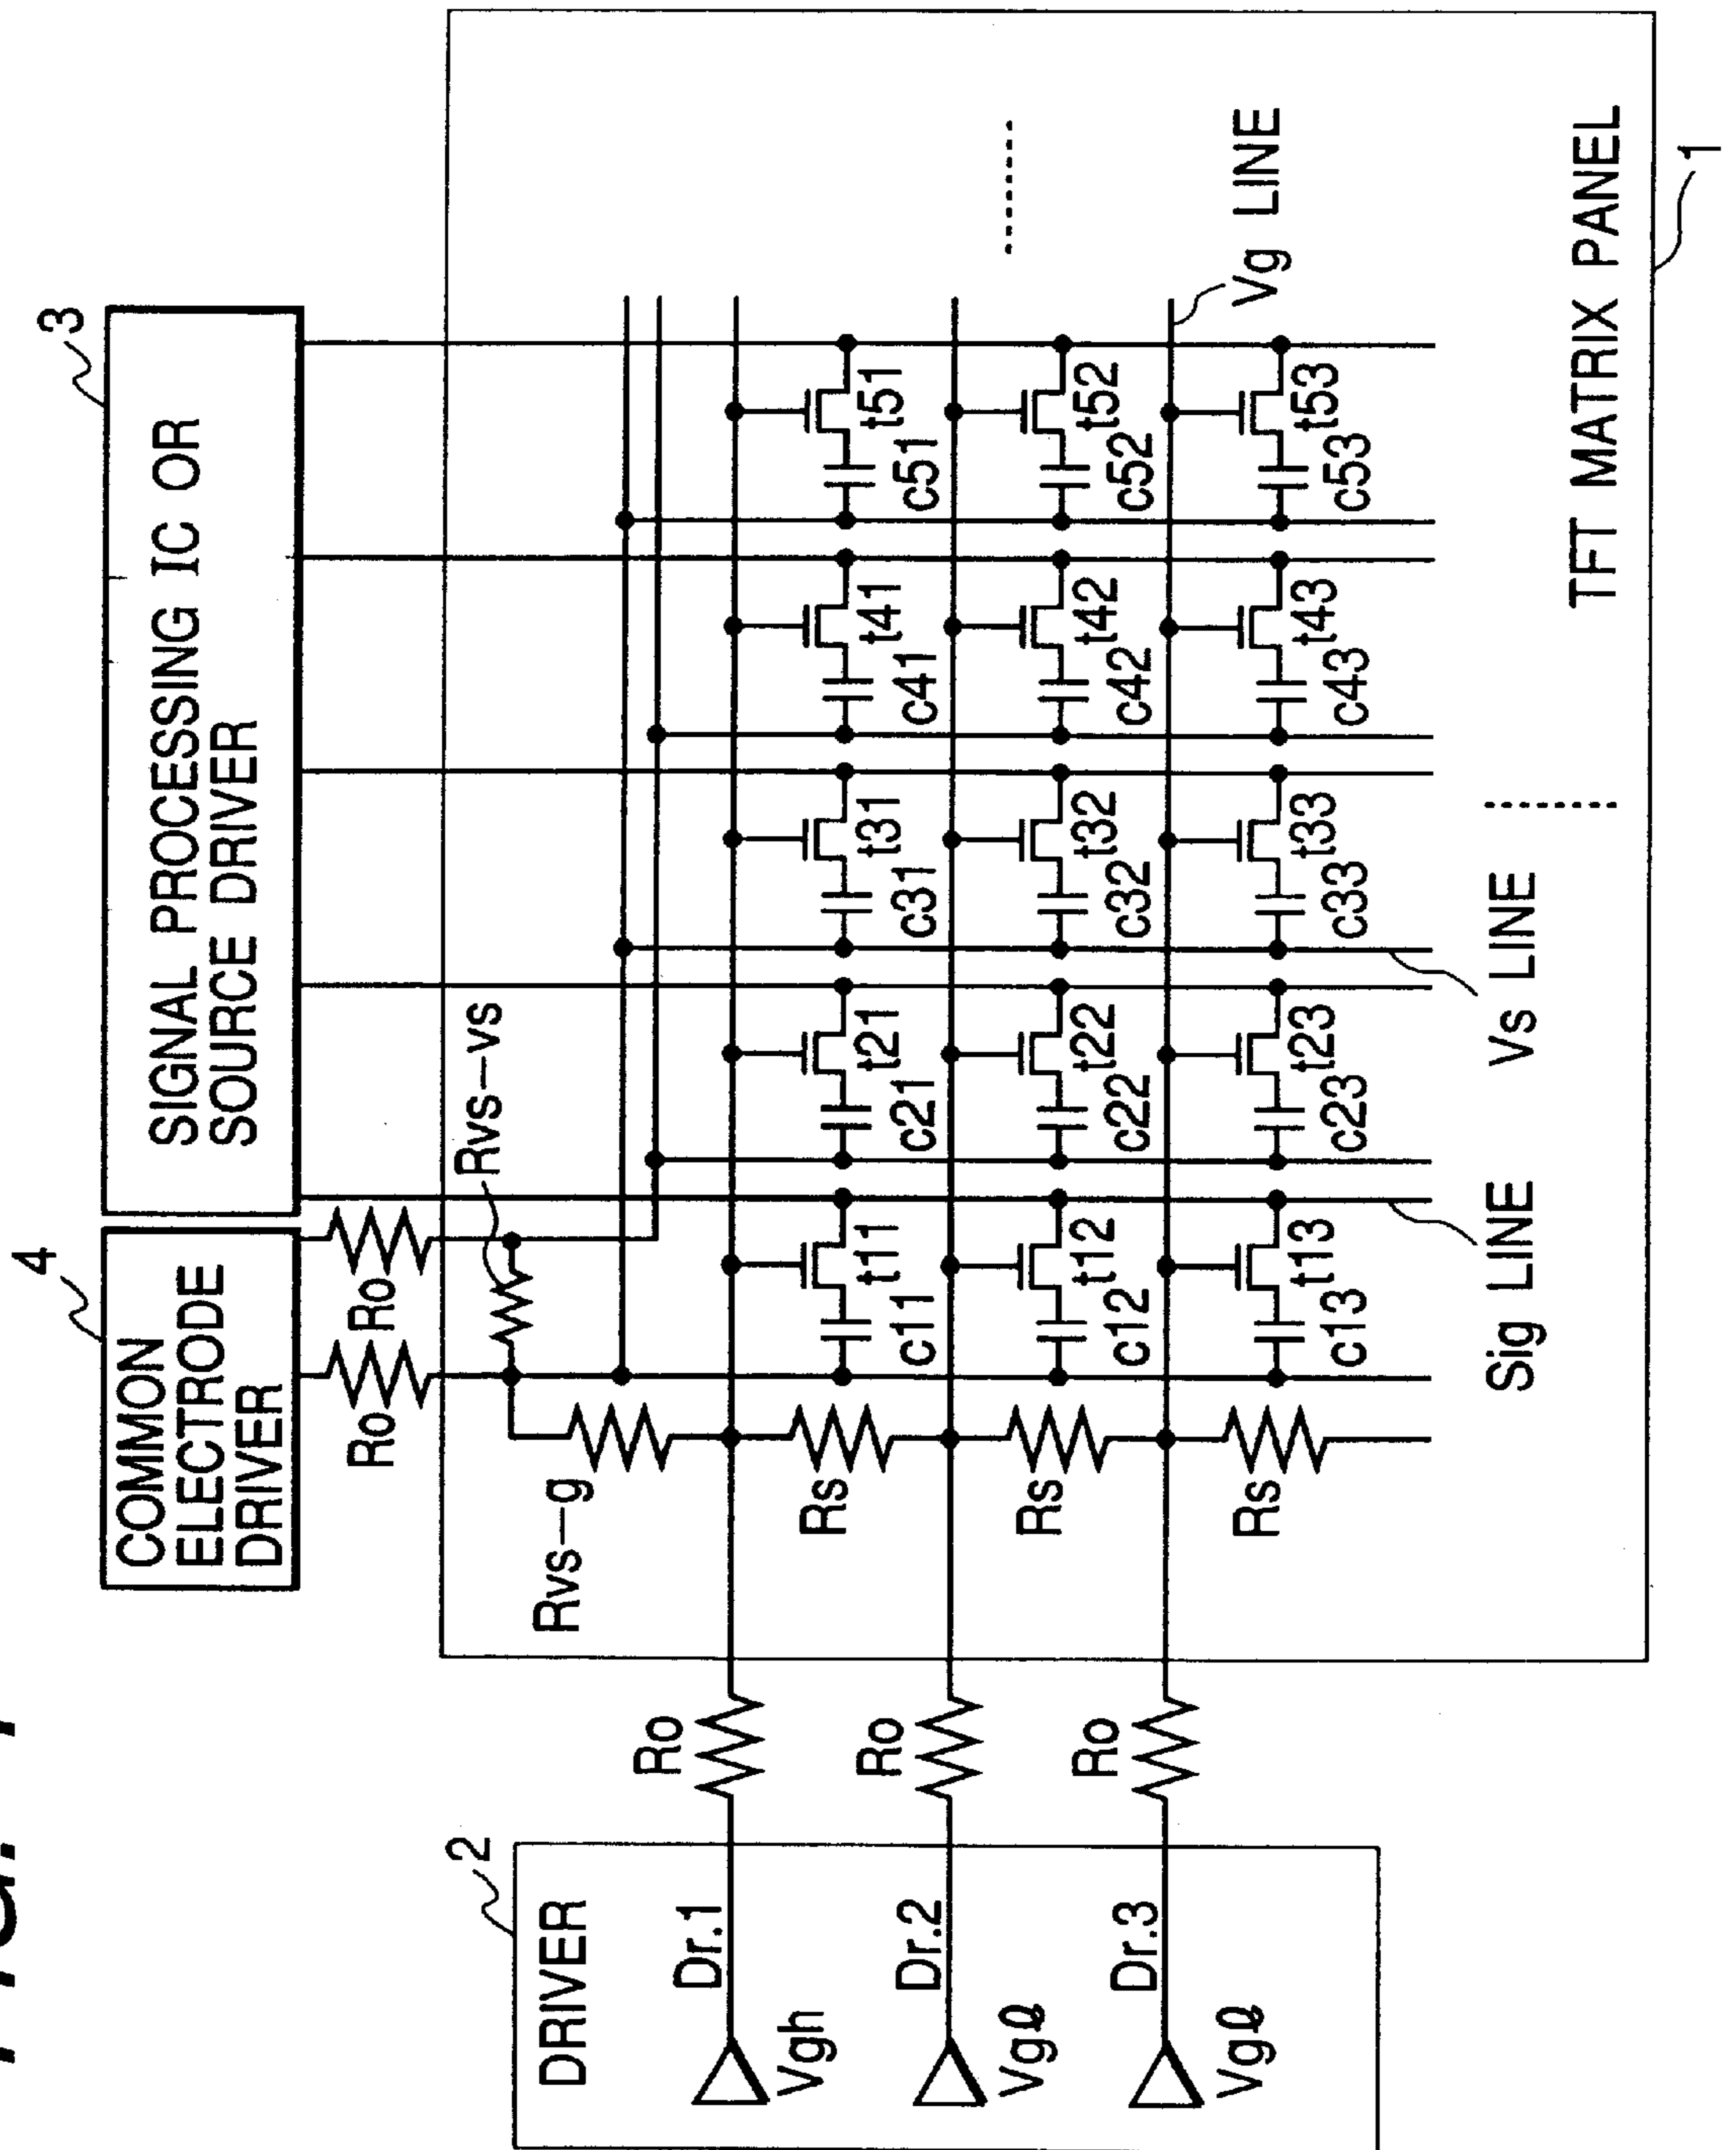 4
COMMON
ELECTRODE
DRIVER
3
SIGNAL PROCESSING IC OR
SOURCE DRIVER
Ro
Ro
Rvs-vs
Rvs-g
2
DRIVER
Dr.1
Vgh
Ro
c11 t11
c21 t21
c31 t31
c41 t41
c51 t51
Rs
Dr.2
Vgℓ
Ro
c12 t12
c22 t22
c32 t32
c42 t42
c52 t52
Rs
Dr.3
Vgℓ
Ro
c13 t13
c23 t23
c33 t33
c43 t43
c53 t53
Rs
Vg LINE
Sig LINE
Vs LINE
TFT MATRIX PANEL
1